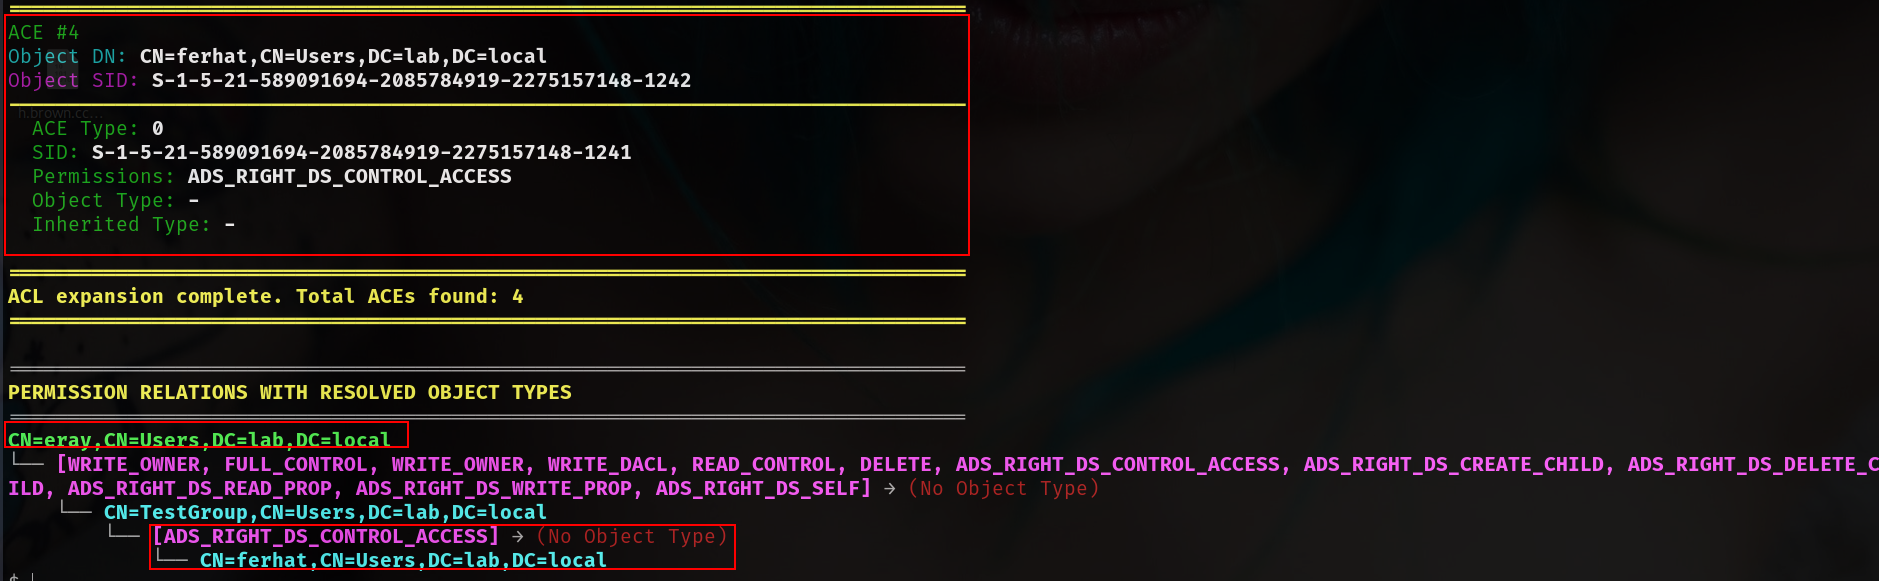 ACE #4
Object DN: CN=ferhat,CN=Users,DC=lab,DC=local
Object SID: S-1-5-21-589091694-2085784919-2275157148-1242
h.brown.cc...
ACE Type: 0
SID: S-1-5-21-589091694-2085784919-2275157148-1241
Permissions: ADS_RIGHT_DS_CONTROL_ACCESS
Object Type: -
Inherited Type: -
ACL expansion complete. Total ACEs found: 4
PERMISSION RELATIONS WITH RESOLVED OBJECT TYPES
CN=eray,CN=Users,DC=lab,DC=local
└── [WRITE_OWNER, FULL_CONTROL, WRITE_OWNER, WRITE_DACL, READ_CONTROL, DELETE, ADS_RIGHT_DS_CONTROL_ACCESS, ADS_RIGHT_DS_CREATE_CHILD, ADS_RIGHT_DS_DELETE_C
ILD, ADS_RIGHT_DS_READ_PROP, ADS_RIGHT_DS_WRITE_PROP, ADS_RIGHT_DS_SELF] → (No Object Type)
└── CN=TestGroup,CN=Users,DC=lab,DC=local
└── [ADS_RIGHT_DS_CONTROL_ACCESS] → (No Object Type)
└── CN=ferhat,CN=Users,DC=lab,DC=local